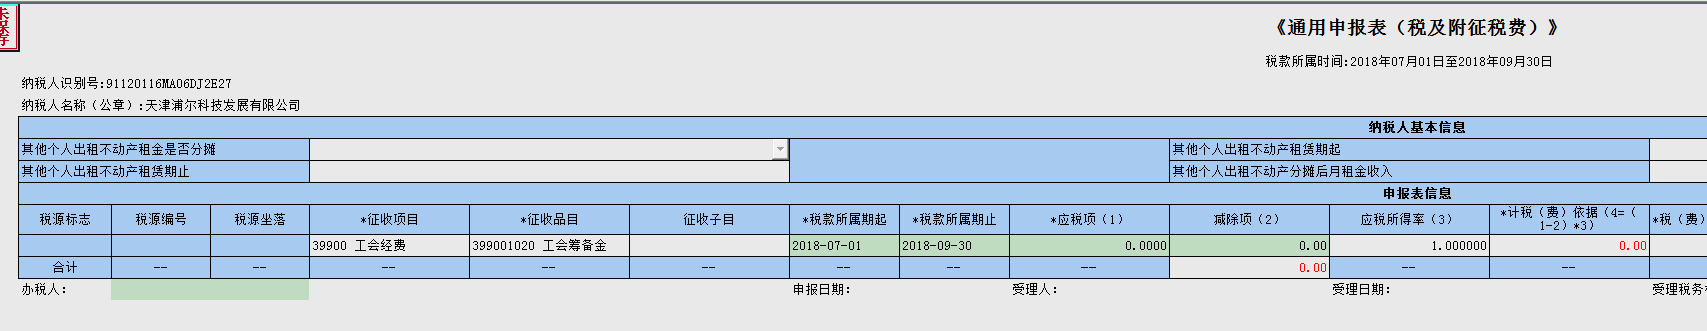 未保存
《通用申报表（税及附征税费）》
税款所属时间:2018年07月01日至2018年09月30日
纳税人识别号:91120116MA06DJ2E27
纳税人名称（公章）:天津浦尔科技发展有限公司
纳税人基本信息
其他个人出租不动产租金是否分摊 其他个人出租不动产租赁期起
其他个人出租不动产租赁期止 其他个人出租不动产分摊后月租金收入
申报表信息
税源标志 税源编号 税源坐落 *征收项目 *征收品目 征收子目 *税款所属期起 *税款所属期止 *应税项（1） 减除项（2） 应税所得率（3） *计税（费）依据（4=（1-2）*3） *税（费）
39900 工会经费 399001020 工会筹备金 2018-07-01 2018-09-30 0.0000 0.00 1.000000 0.00
合计 -- -- -- -- -- -- -- -- 0.00 -- --
办税人: 申报日期: 受理人: 受理日期: 受理税务